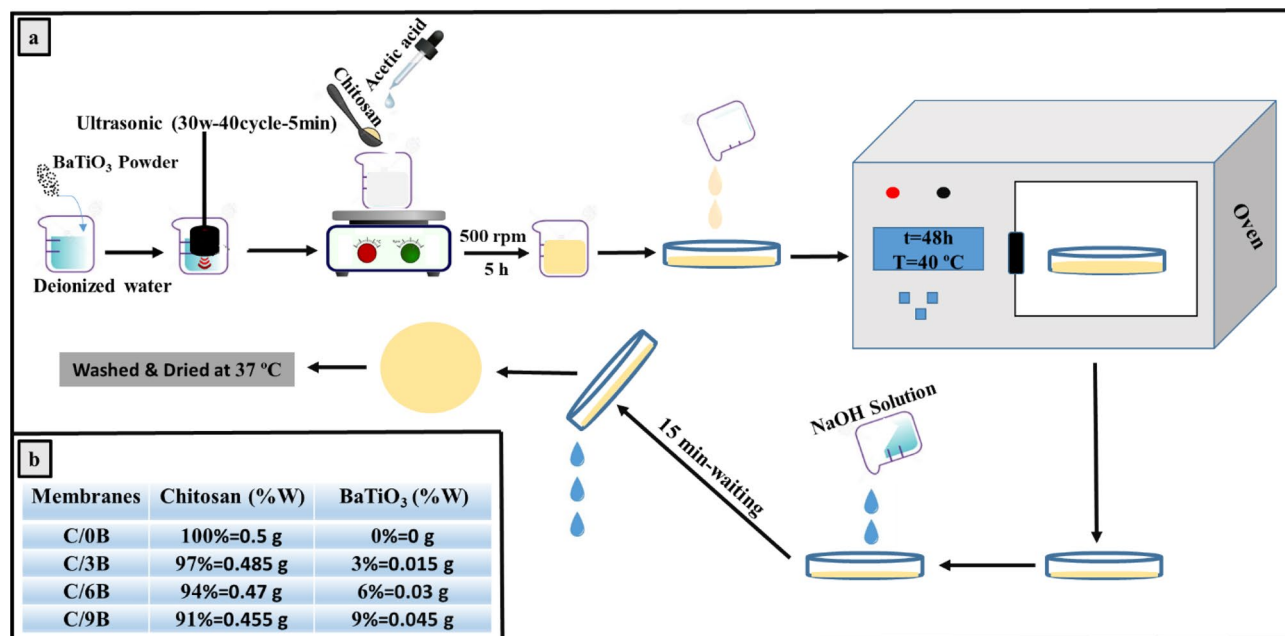 a
Acetic acid
Chitosan
Ultrasonic (30w-40cycle-5min)
BaTiO₃ Powder
Deionized water
500 rpm
5 h
t=48h
T=40 ºC
Oven
NaOH Solution
15 min-waiting
Washed & Dried at 37 ºC
b
Membranes Chitosan (%W) BaTiO₃ (%W)
C/0B 100%=0.5 g 0%=0 g
C/3B 97%=0.485 g 3%=0.015 g
C/6B 94%=0.47 g 6%=0.03 g
C/9B 91%=0.455 g 9%=0.045 g